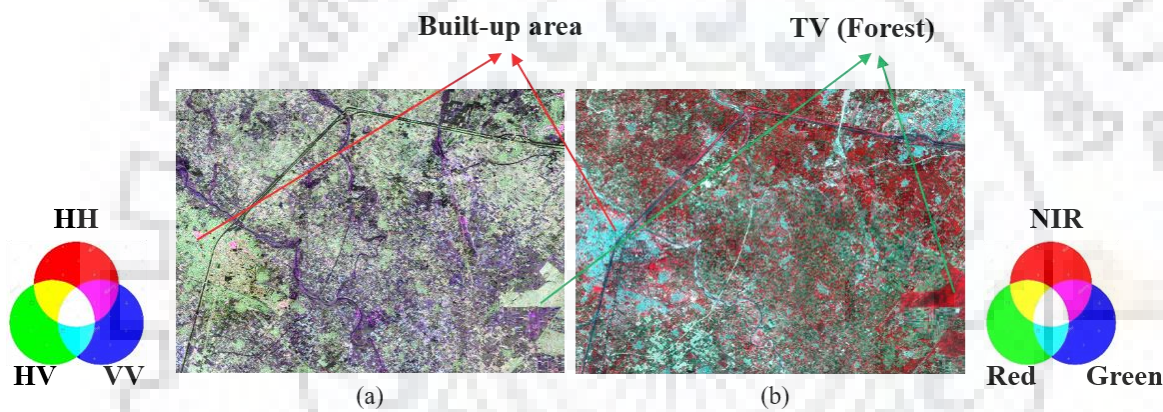 Built-up area
TV (Forest)
HH
HV
VV
NIR
Red
Green
(a)
(b)